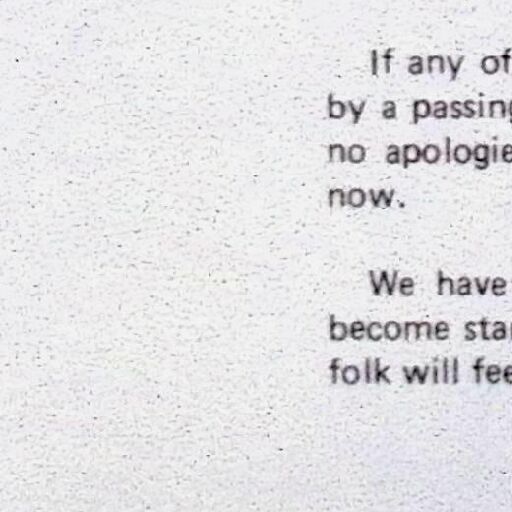 If any of
by a passing
no apologie
now.
We have
become sta
folk will fee